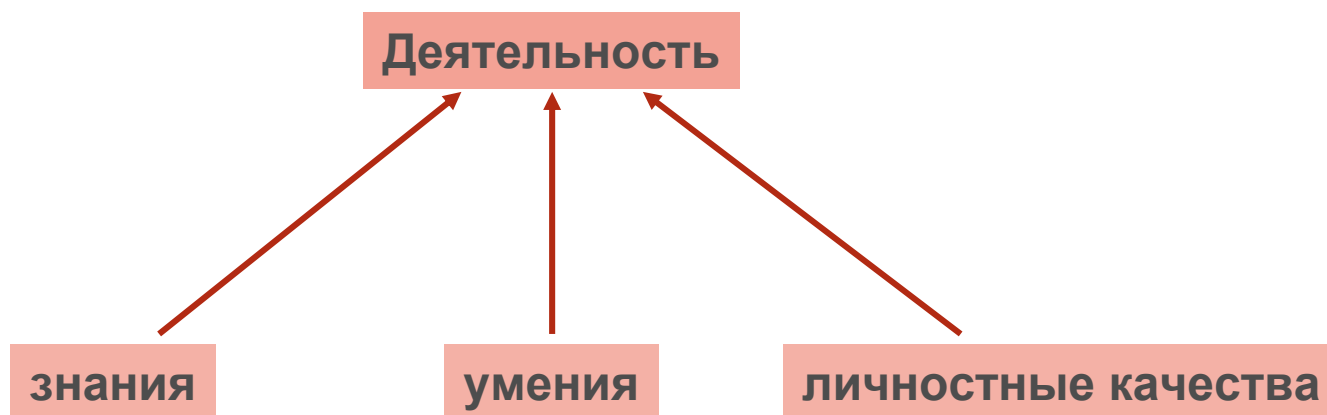 Деятельность
знания
умения
личностные качества